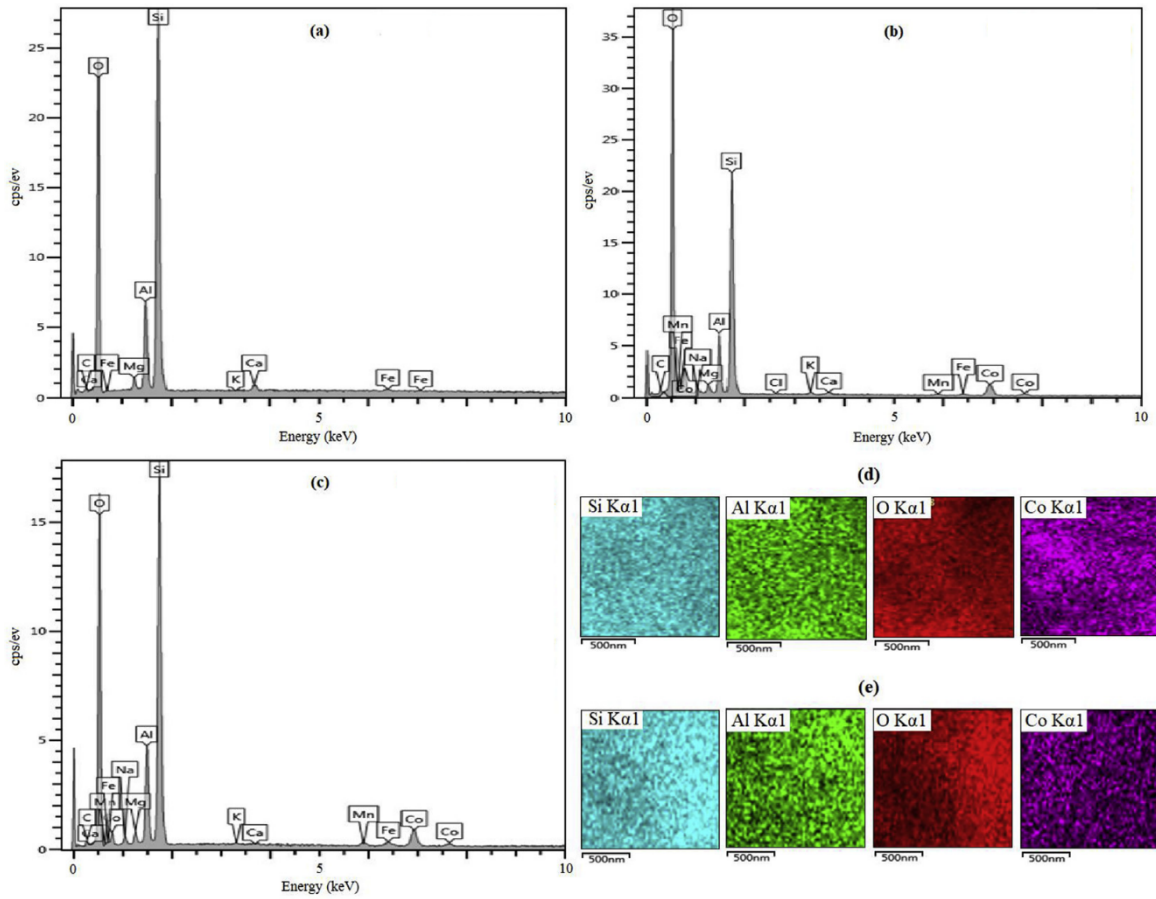 (a)
Si
O
Al
C
Fe
Ca
Mg
K
Ca
Fe
Fe
25
20
15
10
5
0
cps/ev
0
5
10
Energy (keV)
(b)
O
Si
Mn
Fe
Al
C
Na
Mg
Co
Cl
K
Ca
Mn
Fe
Co
Co
35
30
25
20
15
10
5
0
cps/ev
0
5
10
Energy (keV)
(c)
Si
O
Al
Na
Fe
Mn
Mg
C
K
Ca
Mn
Fe
Co
Co
15
10
5
0
cps/ev
0
5
10
Energy (keV)
(d)
Si Kα1
Al Kα1
O Kα1
Co Kα1
500nm
500nm
500nm
500nm
(e)
Si Kα1
Al Kα1
O Kα1
Co Kα1
500nm
500nm
500nm
500nm